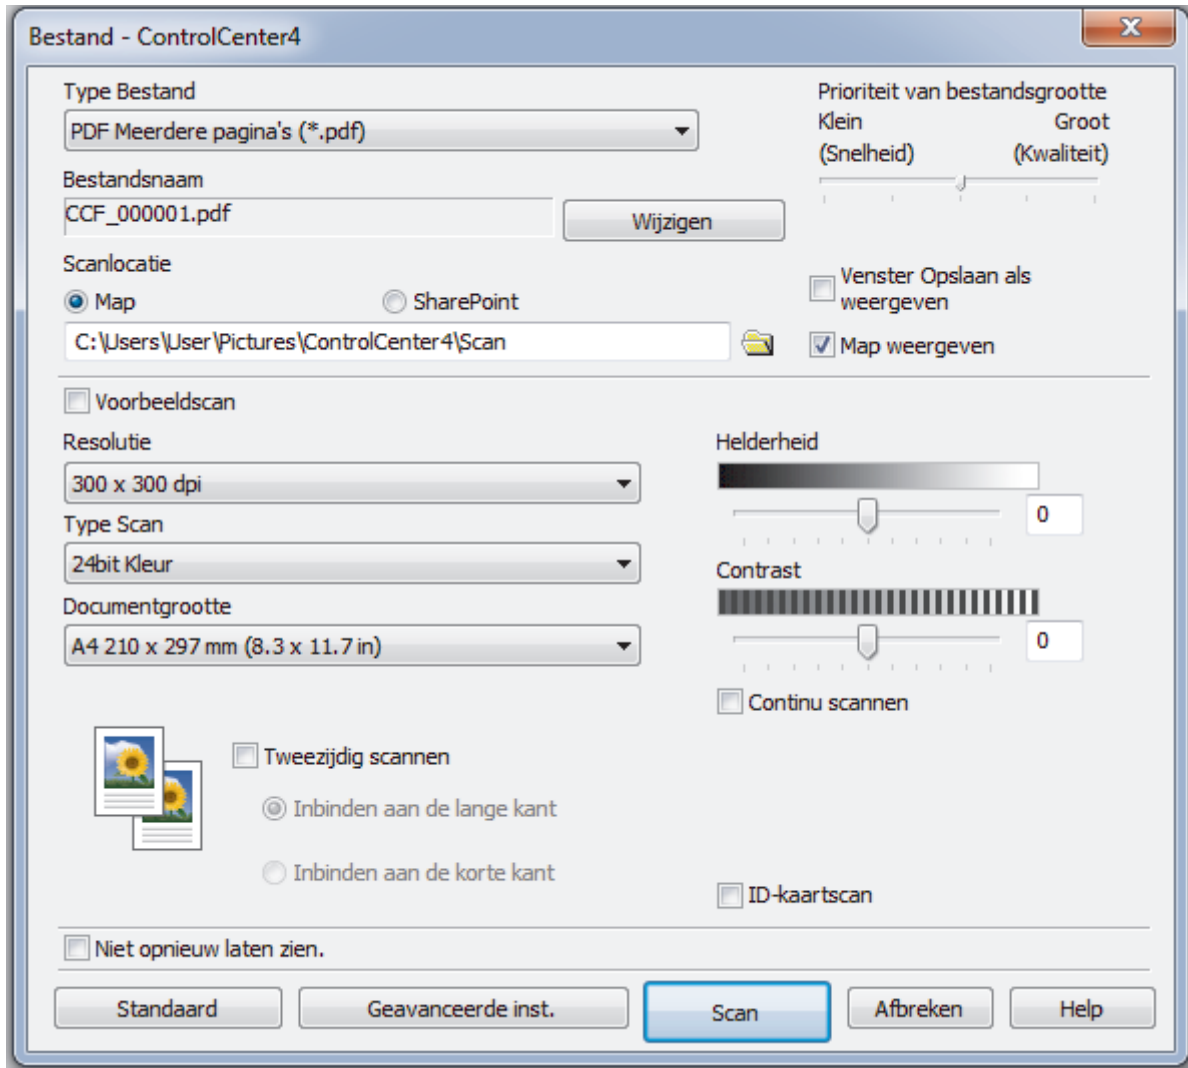 Bestand - ControlCenter4
Type Bestand
PDF Meerdere pagina's (*.pdf)
Prioriteit van bestandsgrootte
Klein Groot
(Snelheid) (Kwaliteit)
Bestandsnaam
CCF_000001.pdf
Wijzigen
Scanlocatie
Map SharePoint
C:\Users\User\Pictures\ControlCenter4\Scan
Venster Opslaan als
weergeven
Map weergeven
Voorbeeldscan
Resolutie
300 x 300 dpi
Type Scan
24bit Kleur
Documentgrootte
A4 210 x 297 mm (8.3 x 11.7 in)
Helderheid
0
Contrast
0
Continu scannen
Tweezijdig scannen
Inbinden aan de lange kant
Inbinden aan de korte kant
ID-kaartscan
Niet opnieuw laten zien.
Standaard Geavanceerde inst. Scan Afbreken Help